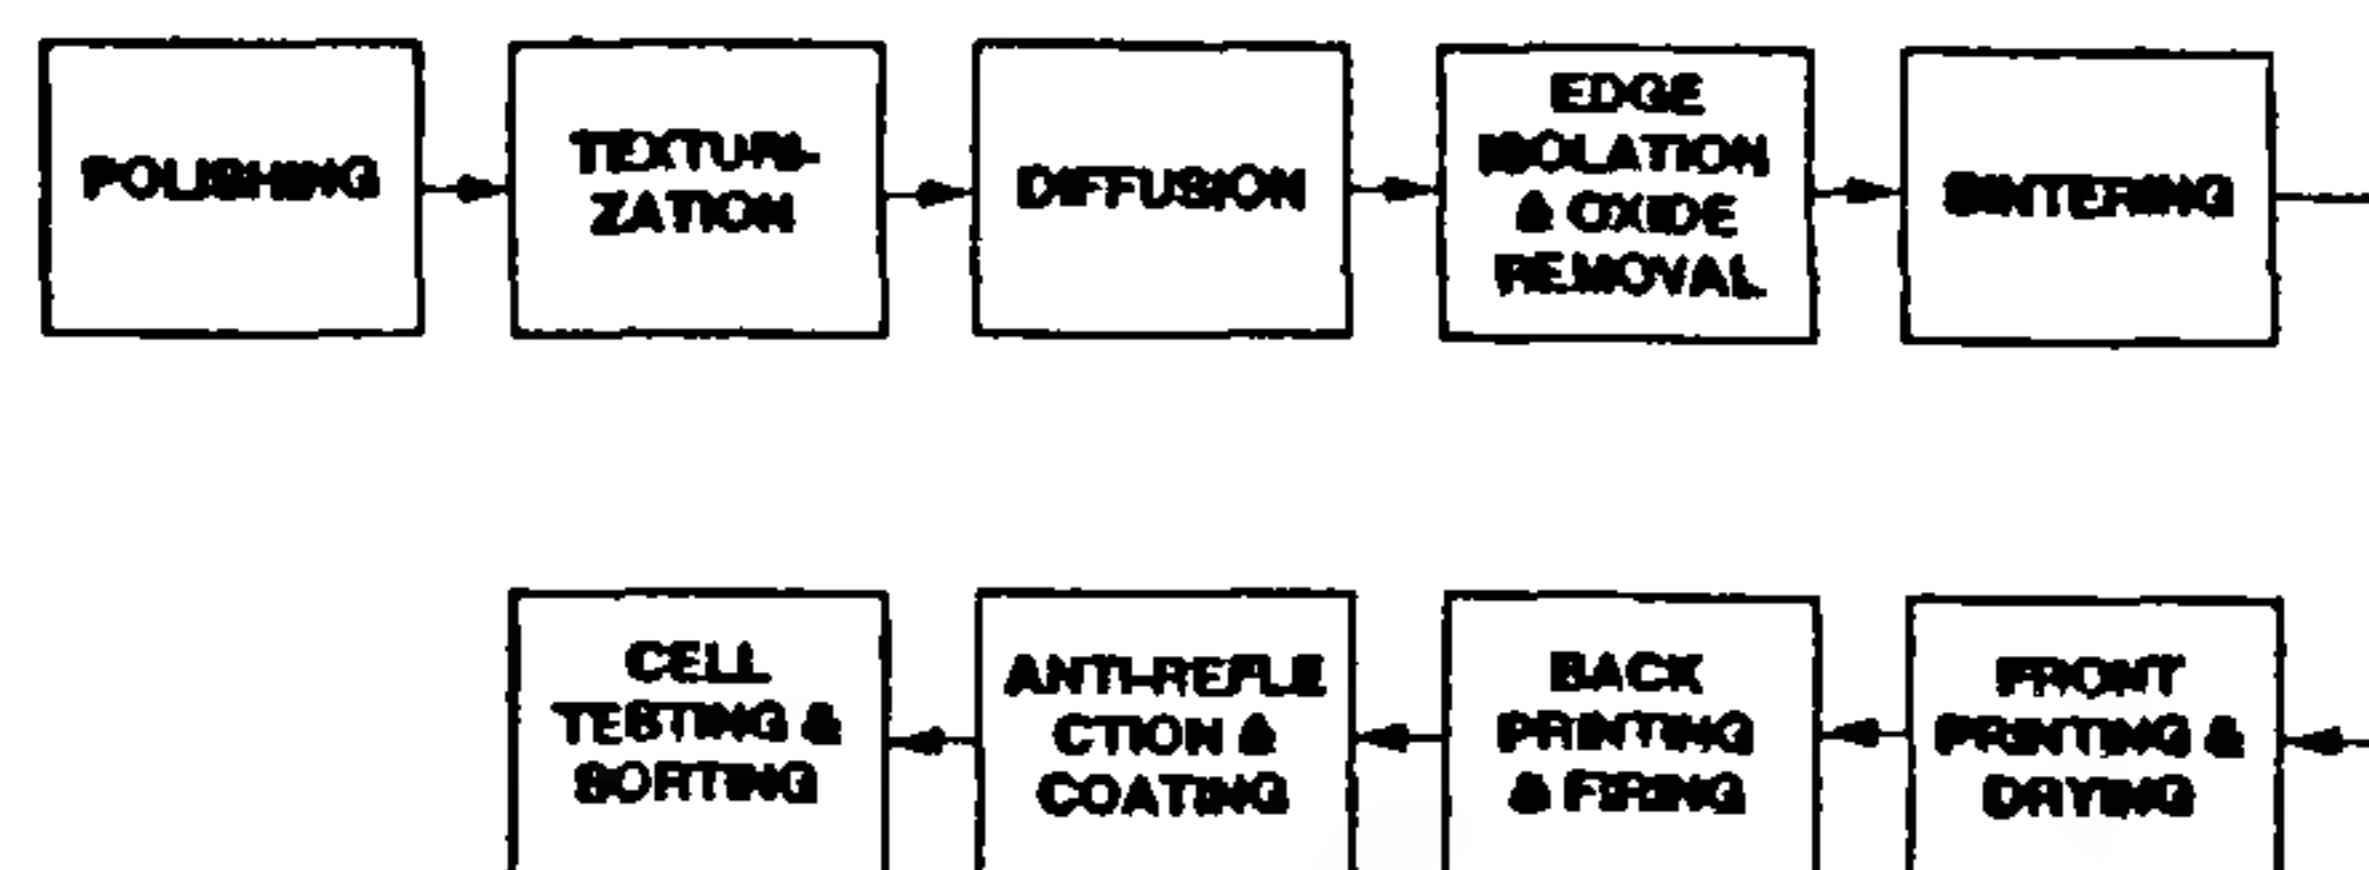 POLISHING
TEXTURI-
ZATION
DIFFUSION
EDGE
ISOLATION
& OXIDE
REMOVAL
SINTERING
CELL
TESTING &
SORTING
ANTI-REFLE
CTION &
COATING
BACK
PRINTING
& FIRING
FRONT
PRINTING &
DRYING